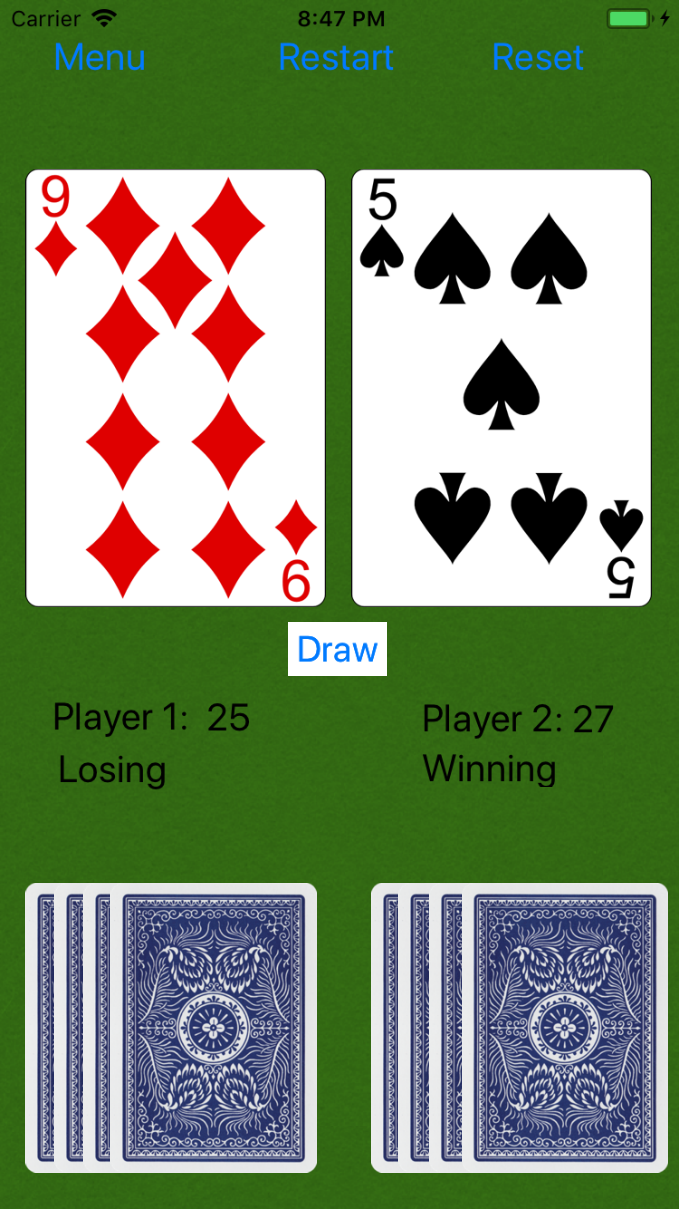 Carrier 8:47 PM
Menu Restart Reset
9 5
9 5
Draw
Player 1: 25 Player 2: 27
Losing Winning